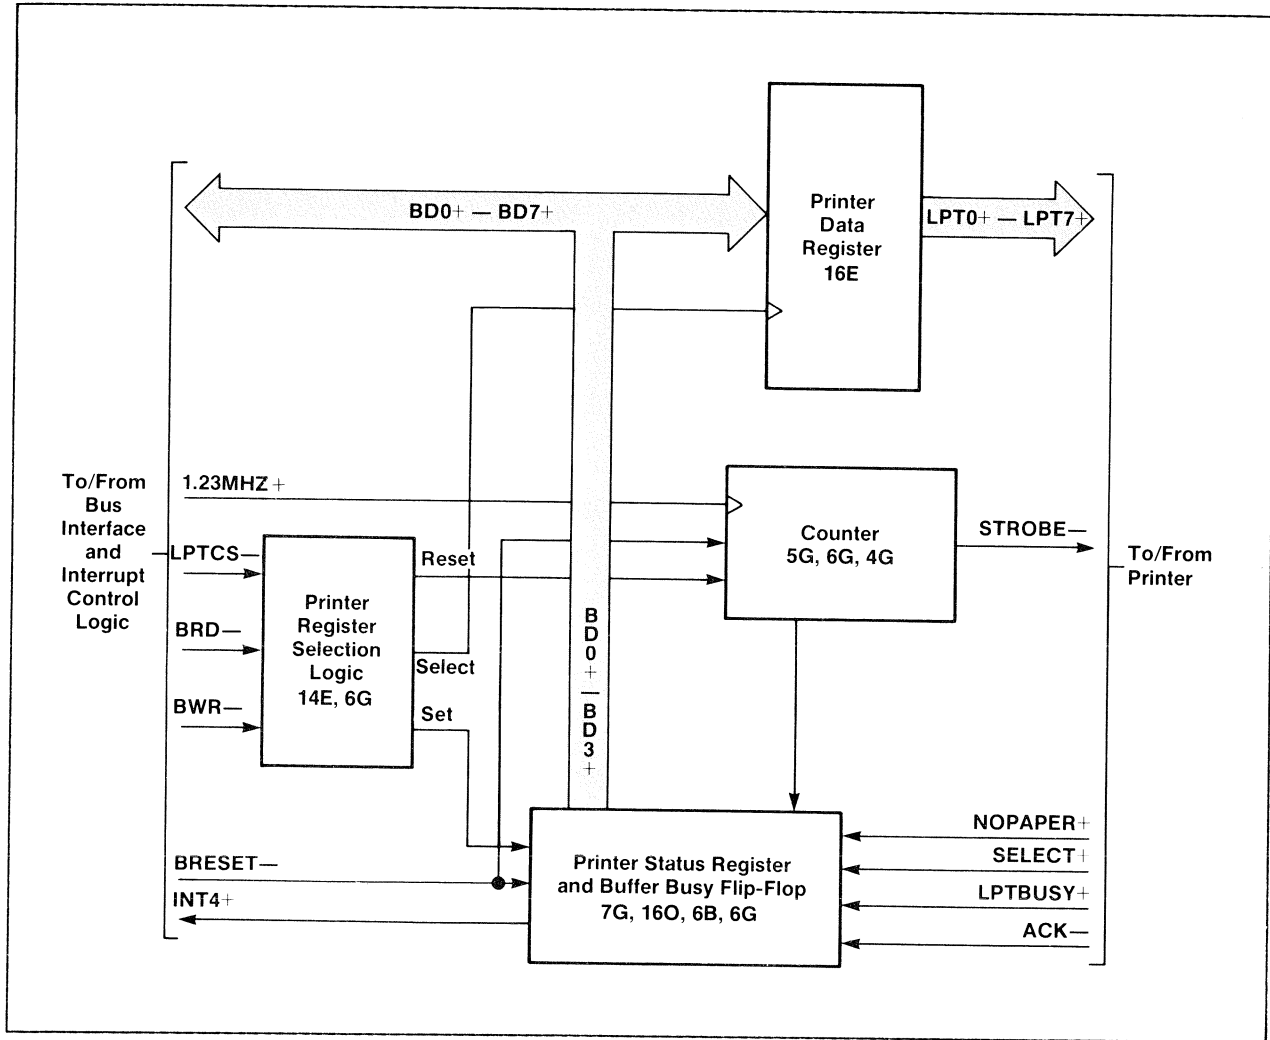 Printer
Data
Register
16E
BD0+ — BD7+
LPT0+ — LPT7+
To/From
Bus
Interface
and
Interrupt
Control
Logic
1.23MHZ+
LPTCS—
BRD—
BWR—
BRESET—
INT4+
Printer
Register
Selection
Logic
14E, 6G
Reset
Select
Set
BD0+ — BD3+
Counter
5G, 6G, 4G
STROBE—
To/From
Printer
Printer Status Register
and Buffer Busy Flip-Flop
7G, 16O, 6B, 6G
NOPAPER+
SELECT+
LPTBUSY+
ACK—